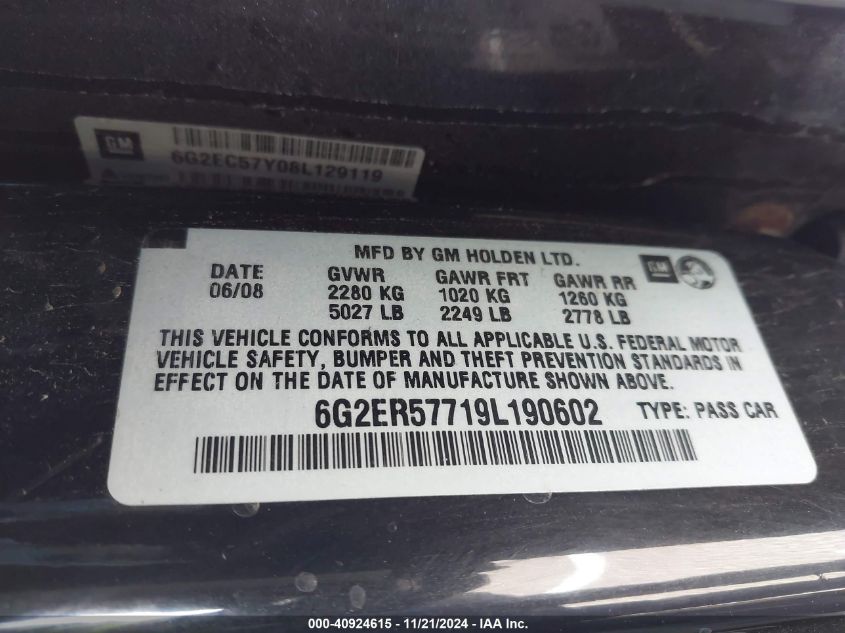 GM
6G2EC57Y08L129119
MFD BY GM HOLDEN LTD.
GM
DATE GVWR GAWR FRT GAWR RR
06/08 2280 KG 1020 KG 1260 KG
5027 LB 2249 LB 2778 LB
THIS VEHICLE CONFORMS TO ALL APPLICABLE U.S. FEDERAL MOTOR
VEHICLE SAFETY, BUMPER AND THEFT PREVENTION STANDARDS IN
EFFECT ON THE DATE OF MANUFACTURE SHOWN ABOVE.
6G2ER57719L190602 TYPE: PASS CAR
000-40924615 - 11/21/2024 - IAA Inc.